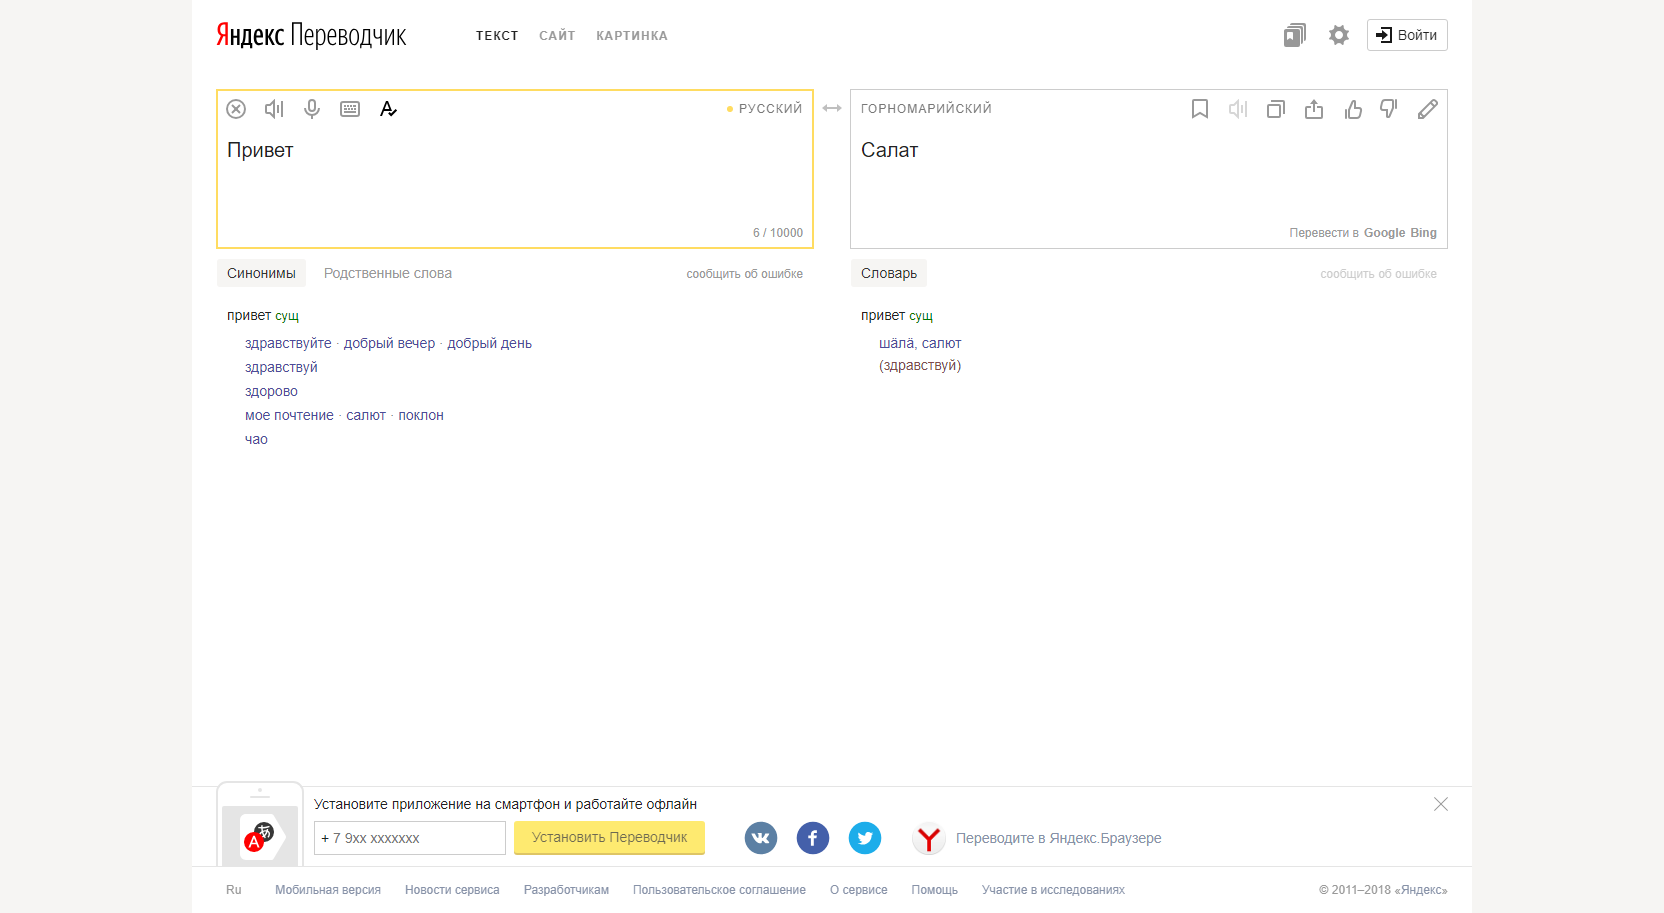 Яндекс Переводчик
ТЕКСТ САЙТ КАРТИНКА
Войти
РУССКИЙ
Привет
6 / 10000
ГОРНОМАРИЙСКИЙ
Салат
Перевести в Google Bing
Синонимы Родственные слова сообщить об ошибке
привет сущ
здравствуйте · добрый вечер · добрый день
здравствуй
здорово
мое почтение · салют · поклон
чао
Словарь сообщить об ошибке
привет сущ
шӓлӓ, салют
(здравствуй)
Установите приложение на смартфон и работайте офлайн
+ 7 9xx xxxxxxx
Установить Переводчик
Переводите в Яндекс.Браузере
Ru Мобильная версия Новости сервиса Разработчикам Пользовательское соглашение О сервисе Помощь Участие в исследованиях © 2011–2018 «Яндекс»